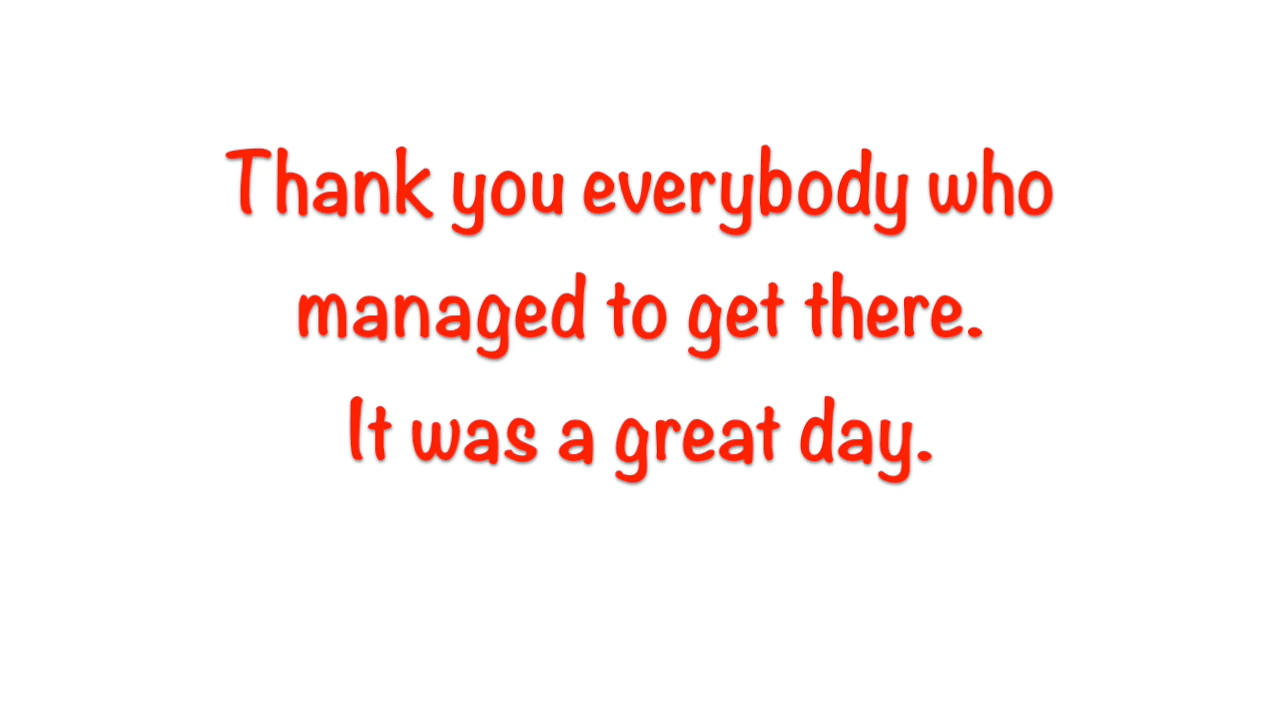 Thank you everybody who
managed to get there.
It was a great day.